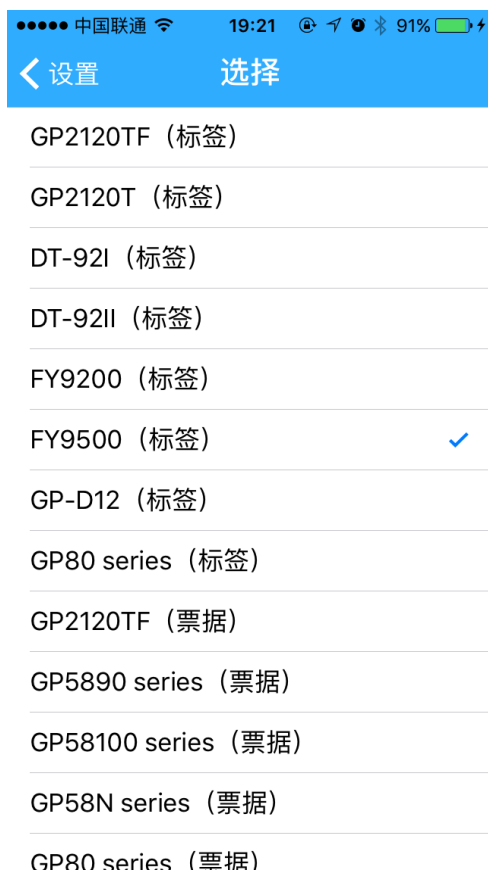 中国联通 19:21 91%
设置 选择
GP2120TF（标签）
GP2120T（标签）
DT-92I（标签）
DT-92II（标签）
FY9200（标签）
FY9500（标签）
GP-D12（标签）
GP80 series（标签）
GP2120TF（票据）
GP5890 series（票据）
GP58100 series（票据）
GP58N series（票据）
GP80 series（票据）